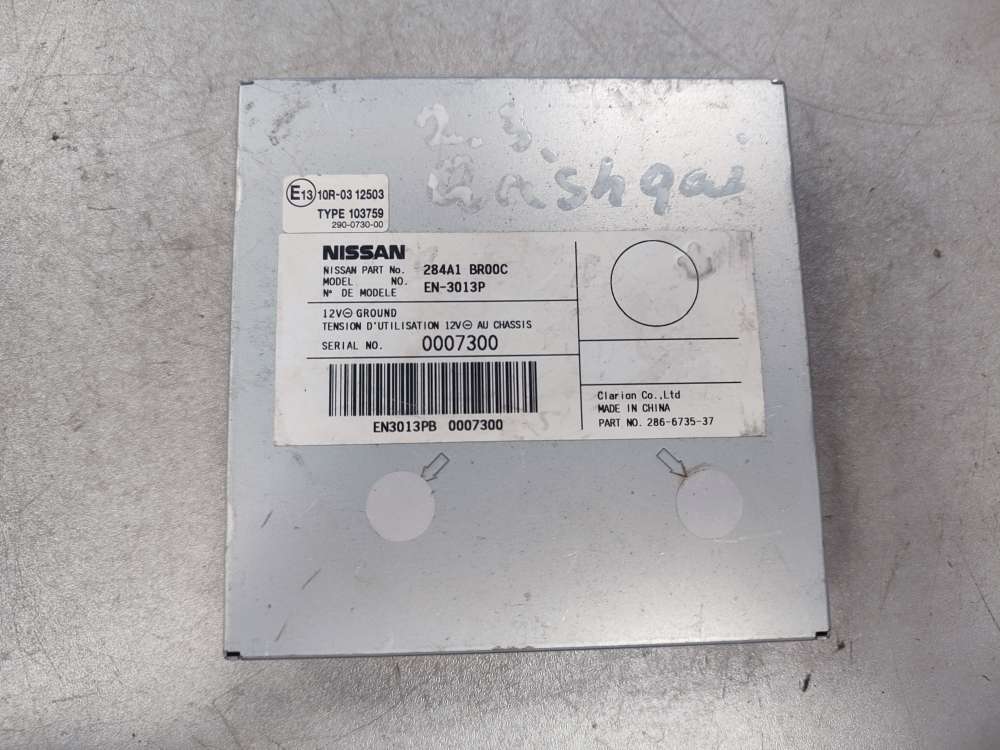 2.3.
Qashqai
E13 10R-03 12503
TYPE 103759
290-0730-00
NISSAN
NISSAN PART No. 284A1 BR00C
MODEL NO. EN-3013P
N° DE MODELE
12V⊖ GROUND
TENSION D'UTILISATION 12V⊖ AU CHASSIS
SERIAL NO. 0007300
EN3013PB 0007300
Clarion Co.,Ltd
MADE IN CHINA
PART NO. 286-6735-37